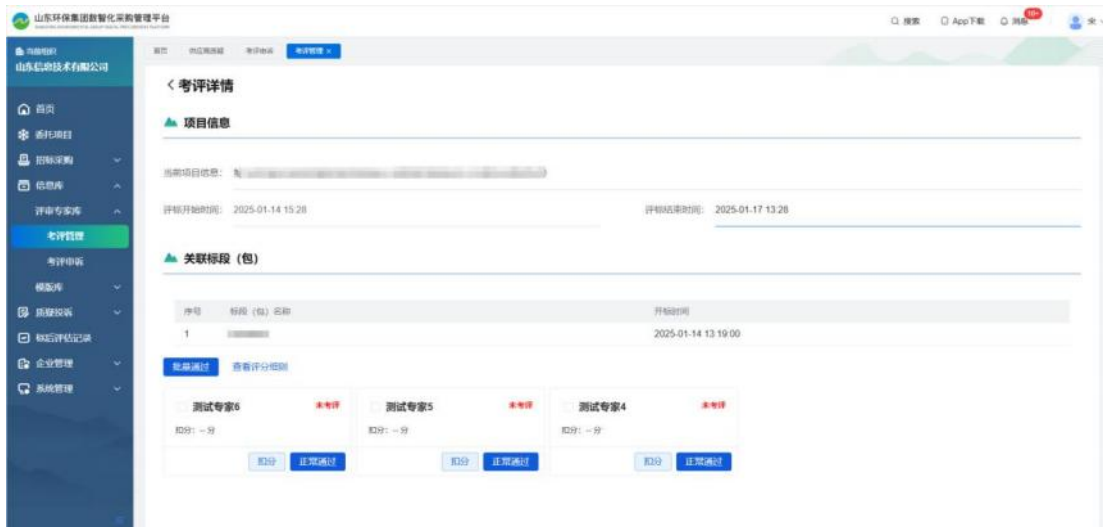 山东环保集团数智化采购管理平台
搜索 App下载 消息 10+
当前组织
山东信息技术有限公司
首页 考评申诉 考评管理 ×
考评详情
首页
委托项目
招标采购
信息库
评审专家库
考评管理
考评申诉
模版库
质疑投诉
标后评估记录
企业管理
系统管理
项目信息
当前项目信息：
评标开始时间： 2025-01-14 15:28 评标结束时间： 2025-01-17 13:28
关联标段（包）
序号 标段（包）名称 开标时间
1 2025-01-14 13:19:00
批量通过 查看评分细则
测试专家6 未考评 测试专家5 未考评 测试专家4 未考评
扣分：-- 分 扣分：-- 分 扣分：-- 分
扣分 正常通过 扣分 正常通过 扣分 正常通过